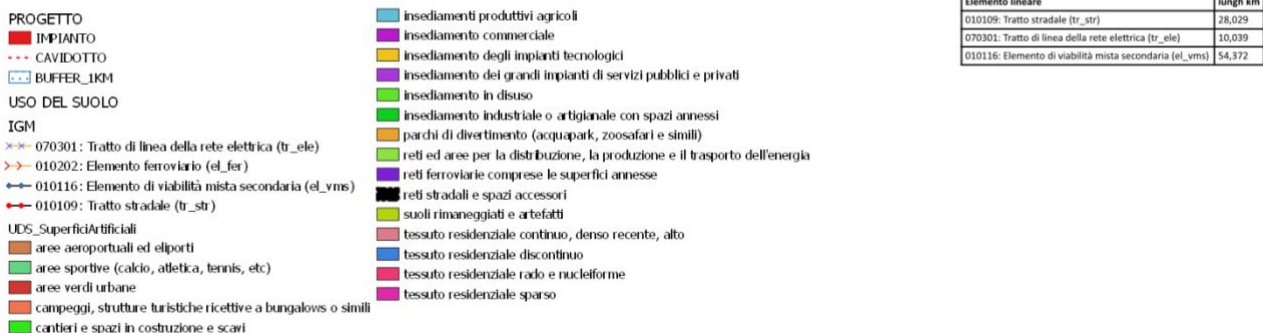 PROGETTO
IMPIANTO
CAVIDOTTO
BUFFER_1KM
USO DEL SUOLO
IGM
070301: Tratto di linea della rete elettrica (tr_ele)
010202: Elemento ferroviario (el_fer)
010116: Elemento di viabilità mista secondaria (el_vms)
010109: Tratto stradale (tr_str)
UDS_SuperficiArtificiali
aree aeroportuali ed eliporti
aree sportive (calcio, atletica, tennis, etc)
aree verdi urbane
campeggi, strutture turistiche ricettive a bungalows o simili
cantieri e spazi in costruzione e scavi
insediamenti produttivi agricoli
insediamento commerciale
insediamento degli impianti tecnologici
insediamento dei grandi impianti di servizi pubblici e privati
insediamento in disuso
insediamento industriale o artigianale con spazi annessi
parchi di divertimento (acquapark, zoosafari e simili)
reti ed aree per la distribuzione, la produzione e il trasporto dell'energia
reti ferroviarie comprese le superfici annesse
reti stradali e spazi accessori
suoli rimaneggiati e artefatti
tessuto residenziale continuo, denso recente, alto
tessuto residenziale discontinuo
tessuto residenziale rado e nucleiforme
tessuto residenziale sparso
Elemento lineare lungh km
010109: Tratto stradale (tr_str) 28,029
070301: Tratto di linea della rete elettrica (tr_ele) 10,039
010116: Elemento di viabilità mista secondaria (el_vms) 54,372